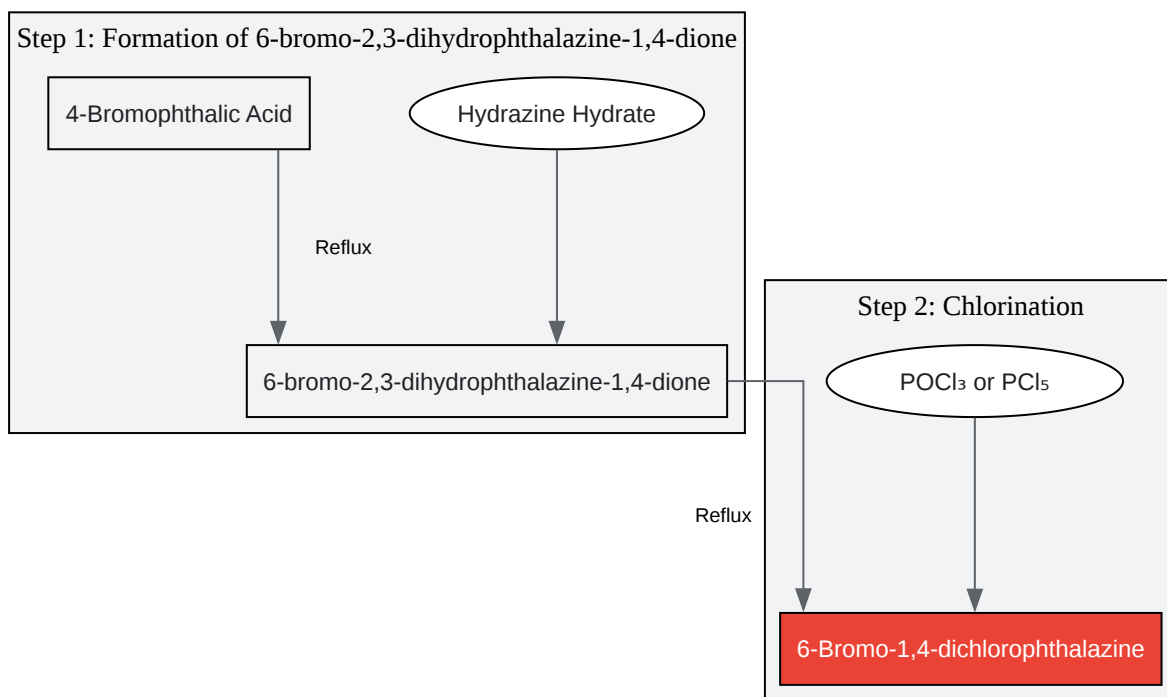 Step 1: Formation of 6-bromo-2,3-dihydrophthalazine-1,4-dione
4-Bromophthalic Acid
Hydrazine Hydrate
Reflux
6-bromo-2,3-dihydrophthalazine-1,4-dione
Step 2: Chlorination
POCl₃ or PCl₅
Reflux
6-Bromo-1,4-dichlorophthalazine